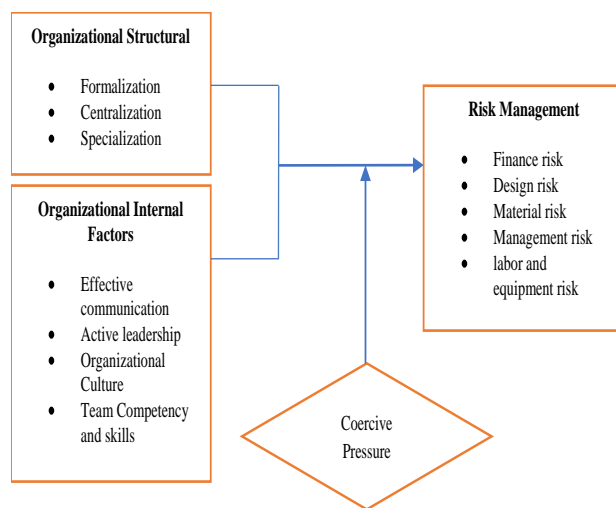 Organizational Structural
● Formalization
● Centralization
● Specialization
Organizational Internal
Factors
● Effective
communication
● Active leadership
● Organizational
Culture
● Team Competency
and skills
Risk Management
● Finance risk
● Design risk
● Material risk
● Management risk
● labor and
equipment risk
Coercive
Pressure